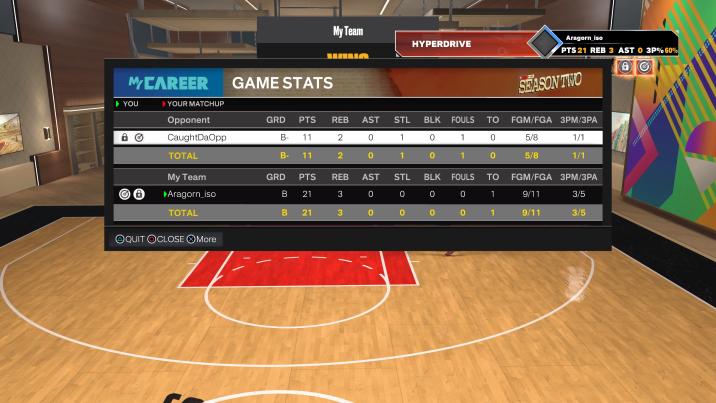 My Team
WINS
HYPERDRIVE
Aragorn_iso
PTS 21 REB 3 AST 0 3P% 60%
MyCAREER GAME STATS SEASON TWO
YOU YOUR MATCHUP
Opponent GRD PTS REB AST STL BLK FOULS TO FGM/FGA 3PM/3PA
CaughtDaOpp B- 11 2 0 1 0 1 0 5/8 1/1
TOTAL B- 11 2 0 1 0 1 0 5/8 1/1
My Team GRD PTS REB AST STL BLK FOULS TO FGM/FGA 3PM/3PA
Aragorn_iso B 21 3 0 0 0 0 1 9/11 3/5
TOTAL B 21 3 0 0 0 0 1 9/11 3/5
QUIT CLOSE More